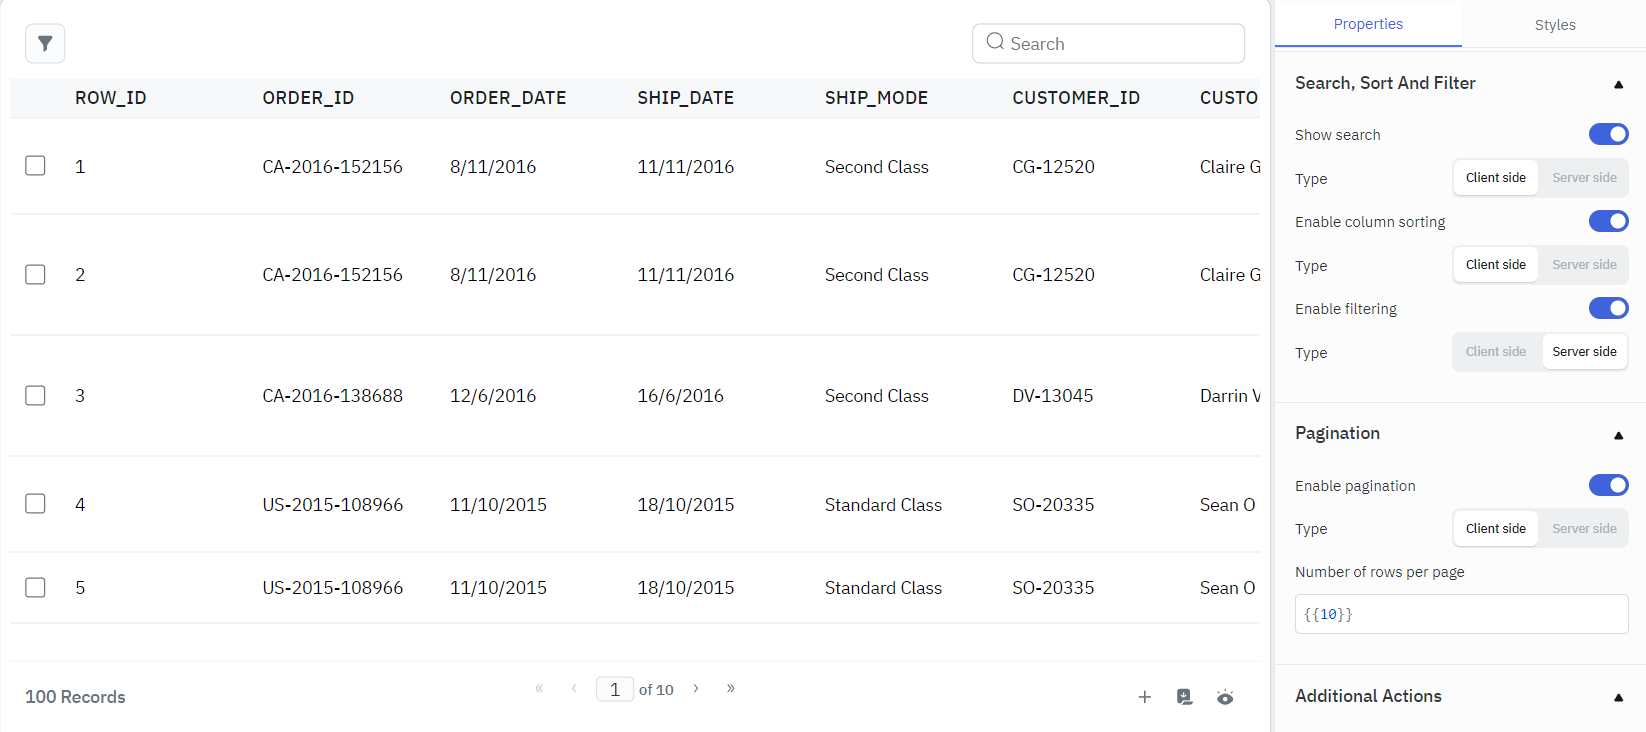 Search
ROW_ID ORDER_ID ORDER_DATE SHIP_DATE SHIP_MODE CUSTOMER_ID CUSTO
1 CA-2016-152156 8/11/2016 11/11/2016 Second Class CG-12520 Claire G
2 CA-2016-152156 8/11/2016 11/11/2016 Second Class CG-12520 Claire G
3 CA-2016-138688 12/6/2016 16/6/2016 Second Class DV-13045 Darrin V
4 US-2015-108966 11/10/2015 18/10/2015 Standard Class SO-20335 Sean O
5 US-2015-108966 11/10/2015 18/10/2015 Standard Class SO-20335 Sean O
100 Records « ‹ 1 of 10 › »
Properties Styles
Search, Sort And Filter
Show search
Type Client side Server side
Enable column sorting
Type Client side Server side
Enable filtering
Type Client side Server side
Pagination
Enable pagination
Type Client side Server side
Number of rows per page
{{10}}
Additional Actions